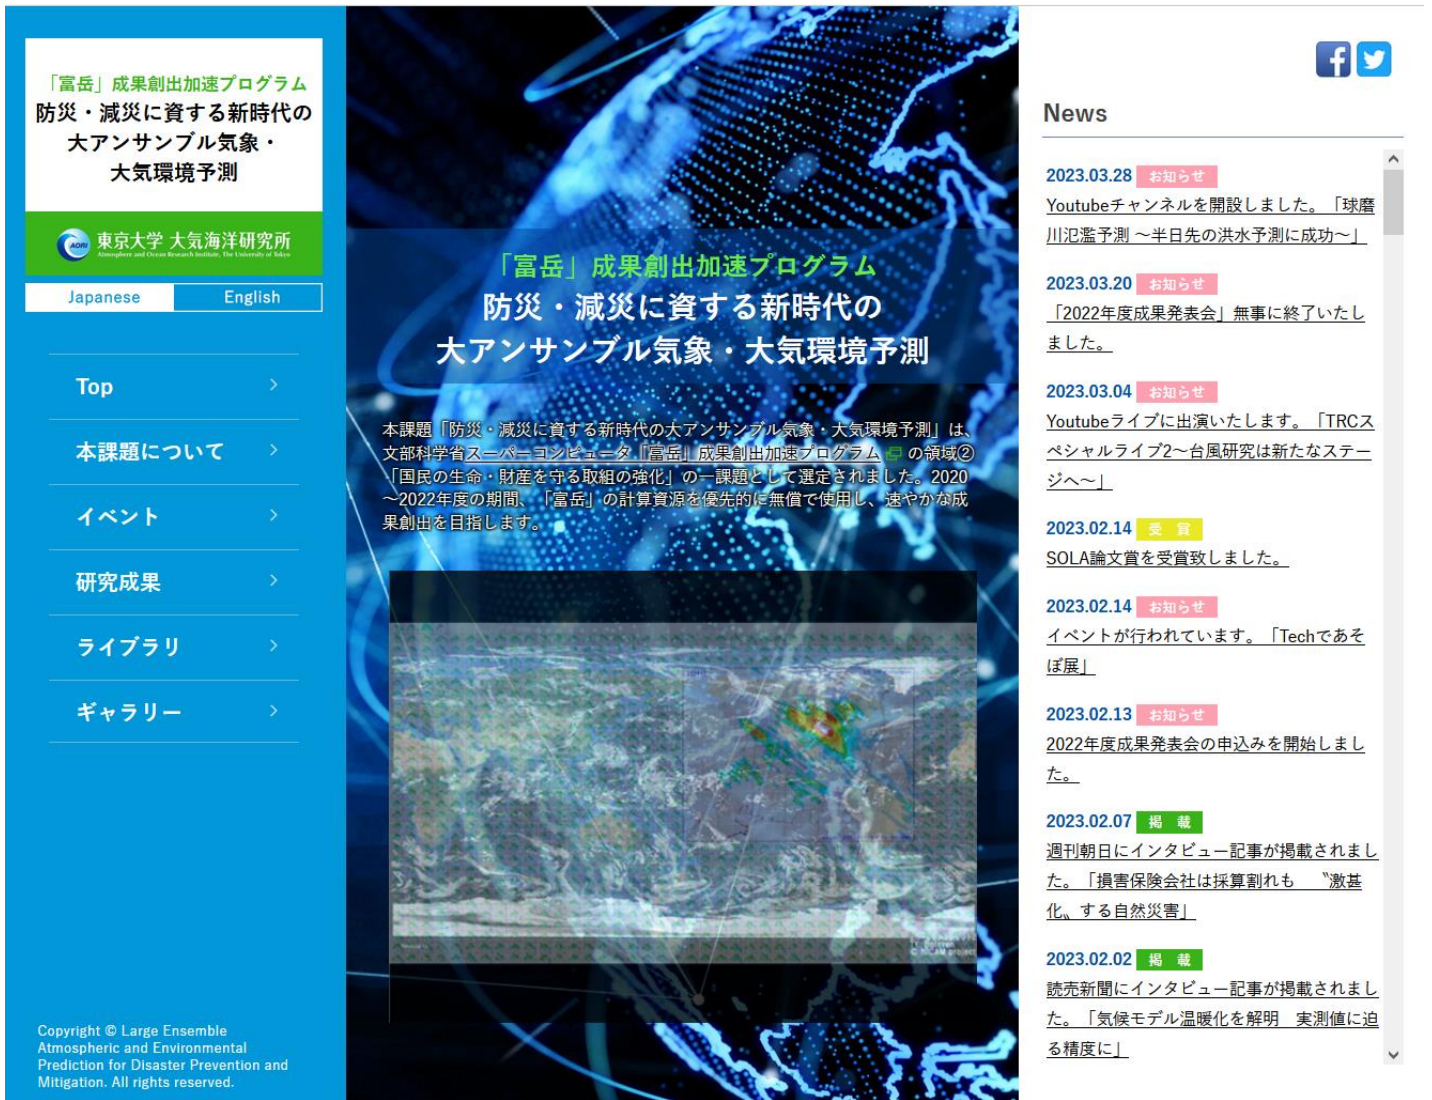 「富岳」成果創出加速プログラム
防災・減災に資する新時代の
大アンサンブル気象・
大気環境予測
AORI
東京大学 大気海洋研究所
Atmosphere and Ocean Research Institute, The University of Tokyo
Japanese
English
Top
本課題について
イベント
研究成果
ライブラリ
ギャラリー
Copyright © Large Ensemble
Atmospheric and Environmental
Prediction for Disaster Prevention and
Mitigation. All rights reserved.
「富岳」成果創出加速プログラム
防災・減災に資する新時代の
大アンサンブル気象・大気環境予測
本課題「防災・減災に資する新時代の大アンサンブル気象・大気環境予測」は、
文部科学省スーパーコンピュータ「富岳」成果創出加速プログラム の領域②
「国民の生命・財産を守る取組の強化」の一課題として選定されました。2020
～2022年度の期間、「富岳」の計算資源を優先的に無償で使用し、速やかな成
果創出を目指します。
© NICAM project
News
2023.03.28 お知らせ
Youtubeチャンネルを開設しました。「球磨
川氾濫予測 ～半日先の洪水予測に成功～」
2023.03.20 お知らせ
「2022年度成果発表会」無事に終了いたし
ました。
2023.03.04 お知らせ
Youtubeライブに出演いたします。「TRCス
ペシャルライブ2～台風研究は新たなステー
ジへ～」
2023.02.14 受 賞
SOLA論文賞を受賞致しました。
2023.02.14 お知らせ
イベントが行われています。「Techであそ
ぼ展」
2023.02.13 お知らせ
2022年度成果発表会の申込みを開始しまし
た。
2023.02.07 掲 載
週刊朝日にインタビュー記事が掲載されまし
た。「損害保険会社は採算割れも 〝激甚
化〟する自然災害」
2023.02.02 掲 載
読売新聞にインタビュー記事が掲載されまし
た。「気候モデル温暖化を解明 実測値に迫
る精度に」